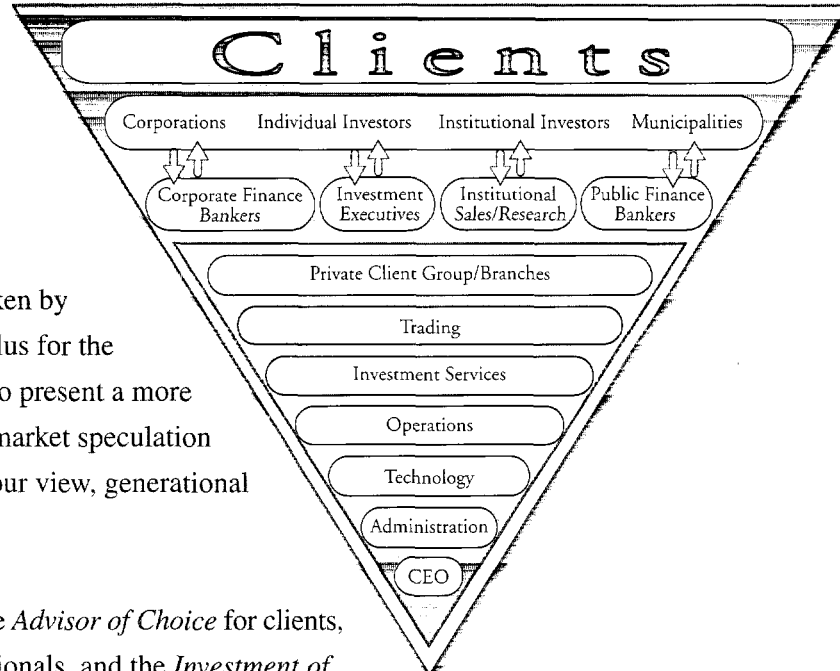 Clients
Corporations Individual Investors Institutional Investors Municipalities
Corporate Finance
Bankers
Investment
Executives
Institutional
Sales/Research
Public Finance
Bankers
Private Client Group/Branches
Trading
Investment Services
Operations
Technology
Administration
CEO
ken by
lus for the
o present a more
market speculation
our view, generational
e Advisor of Choice for clients,
ionals, and the Investment of